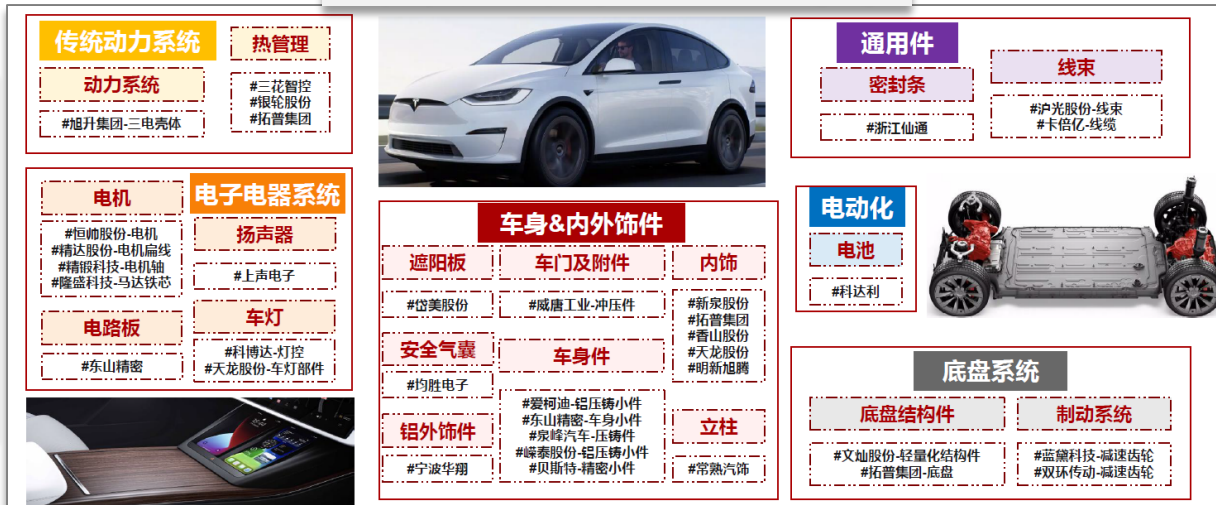 传统动力系统
热管理
动力系统
#三花智控
#银轮股份
#拓普集团
#旭升集团-三电壳体
电机
电子电器系统
#恒帅股份-电机
#精达股份-电机扁线
#精锻科技-电机轴
#隆盛科技-马达铁芯
扬声器
#上声电子
电路板
#东山精密
车灯
#科博达-灯控
#天龙股份-车灯部件
车身&内外饰件
遮阳板
#岱美股份
安全气囊
#均胜电子
铝外饰件
#宁波华翔
车门及附件
#威唐工业-冲压件
车身件
#爱柯迪-铝压铸小件
#东山精密-车身小件
#泉峰汽车-压铸件
#嵘泰股份-铝压铸小件
#贝斯特-精密小件
内饰
#新泉股份
#拓普集团
#香山股份
#天龙股份
#明新旭腾
立柱
#常熟汽饰
通用件
密封条
#浙江仙通
线束
#沪光股份-线束
#卡倍亿-线缆
电动化
电池
#科达利
底盘系统
底盘结构件
#文灿股份-轻量化结构件
#拓普集团-底盘
制动系统
#蓝黛科技-减速齿轮
#双环传动-减速齿轮